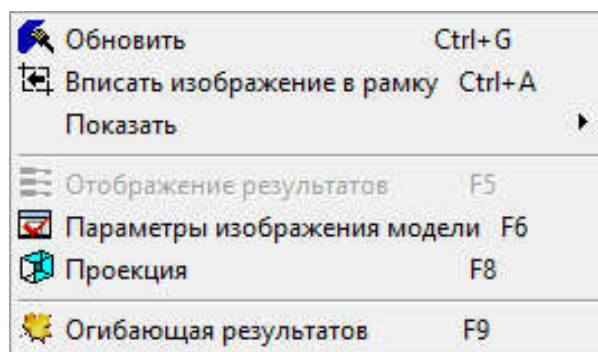 Обновить Ctrl+G
Вписать изображение в рамку Ctrl+A
Показать
Отображение результатов F5
Параметры изображения модели F6
Проекция F8
Огибающая результатов F9